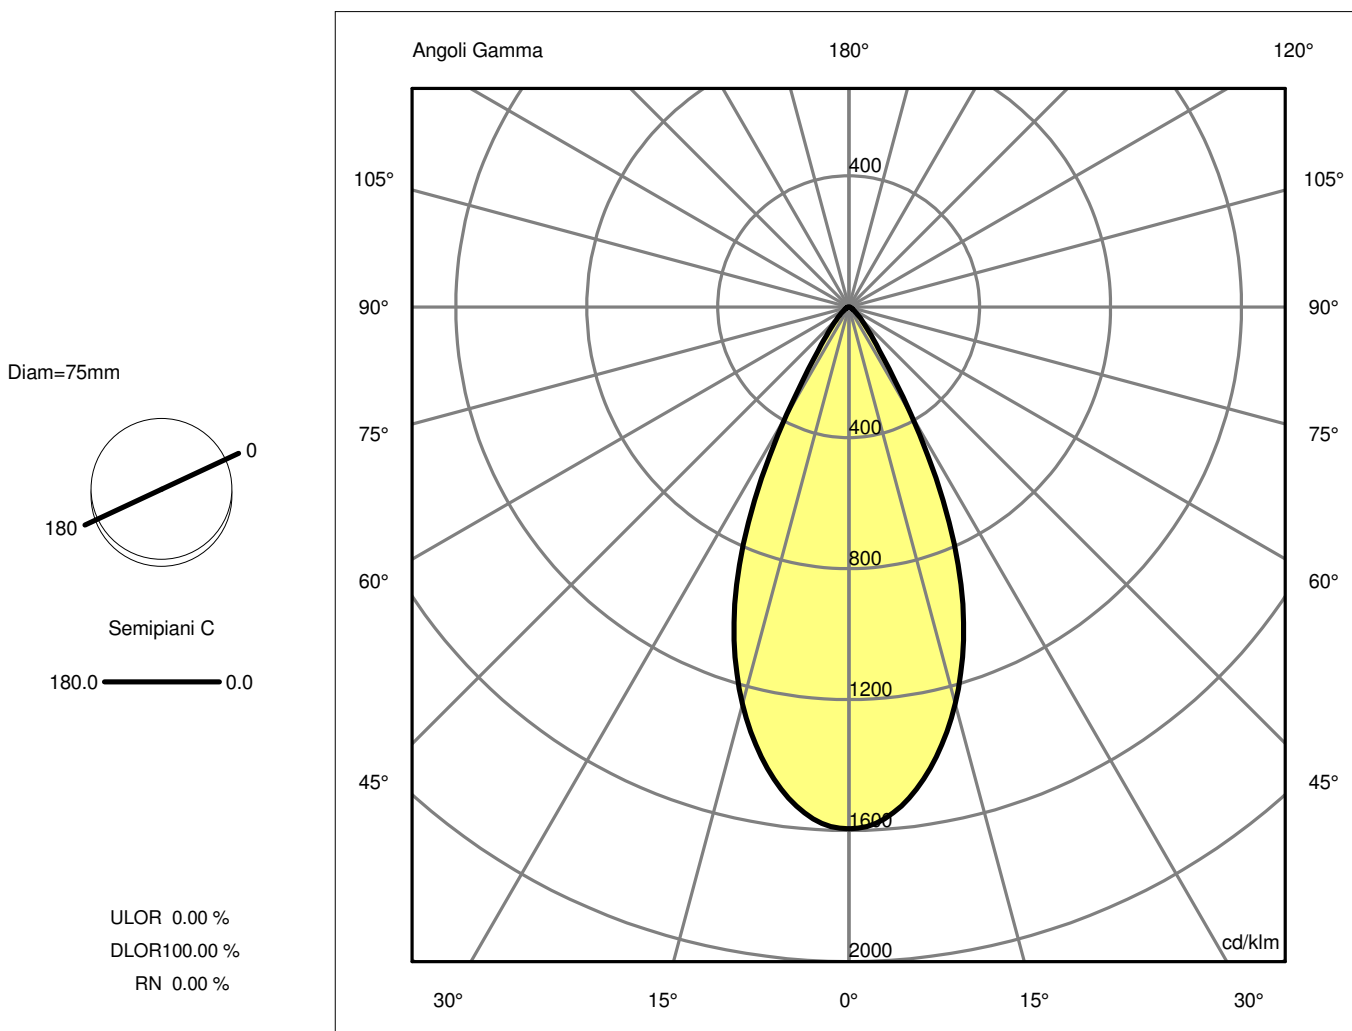 Angoli Gamma 180° 120°
400
105° 105°
90° 90°
Diam=75mm
400
75° 75°
0
180
800
60° 60°
Semipiani C
180.0 0.0
1200
45° 45°
1600
ULOR 0.00 %
DLOR100.00 %
RN 0.00 %
cd/klm
2000
30° 15° 0° 15° 30°